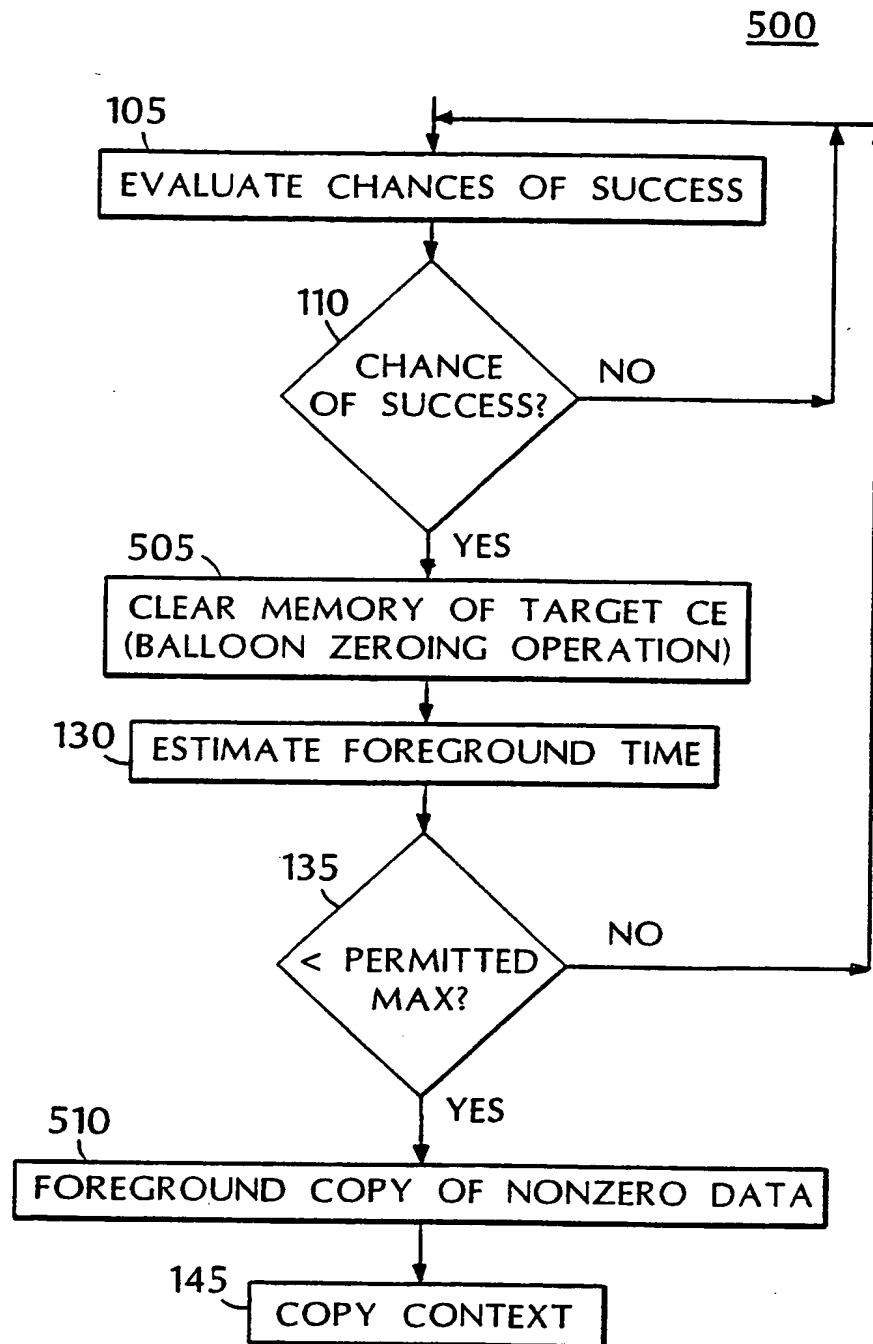 500
105
EVALUATE CHANCES OF SUCCESS
110
CHANCE
OF SUCCESS?
NO
YES
505
CLEAR MEMORY OF TARGET CE
(BALLOON ZEROING OPERATION)
130
ESTIMATE FOREGROUND TIME
135
< PERMITTED
MAX?
NO
YES
510
FOREGROUND COPY OF NONZERO DATA
145
COPY CONTEXT